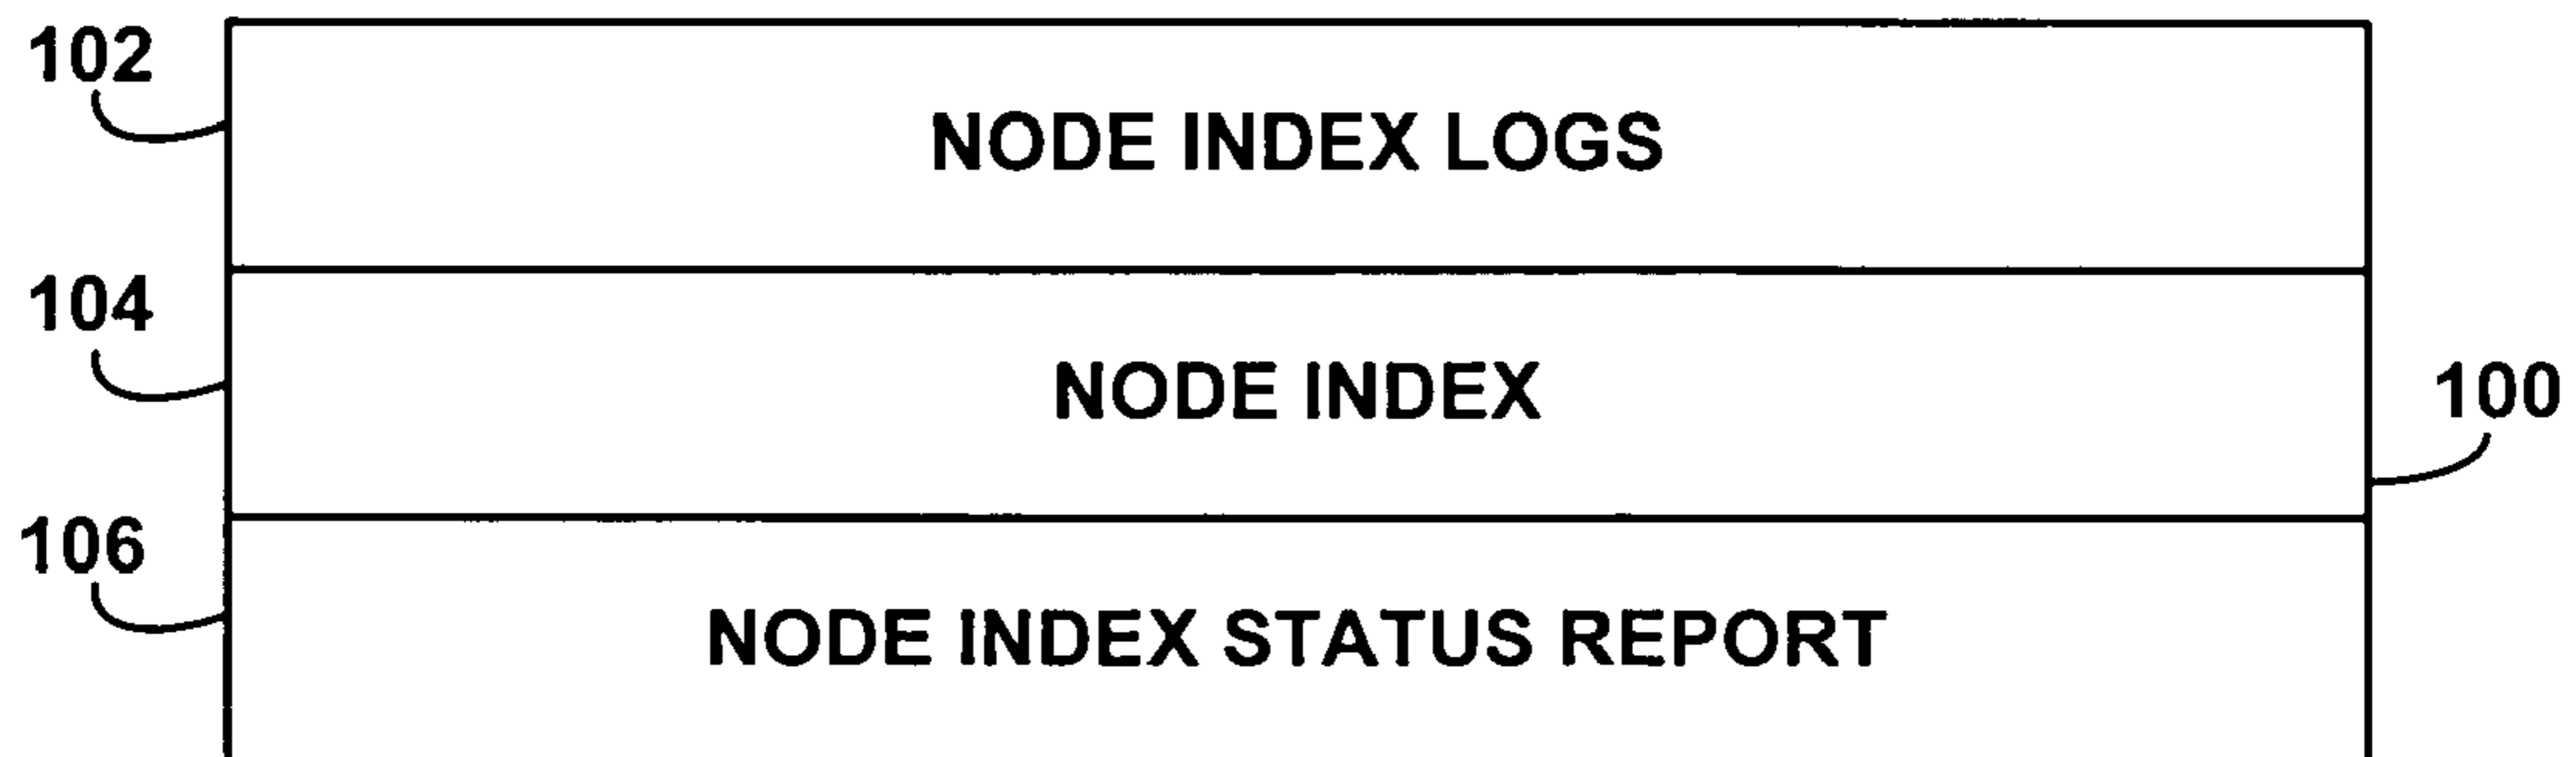 102
NODE INDEX LOGS
104
NODE INDEX
100
106
NODE INDEX STATUS REPORT